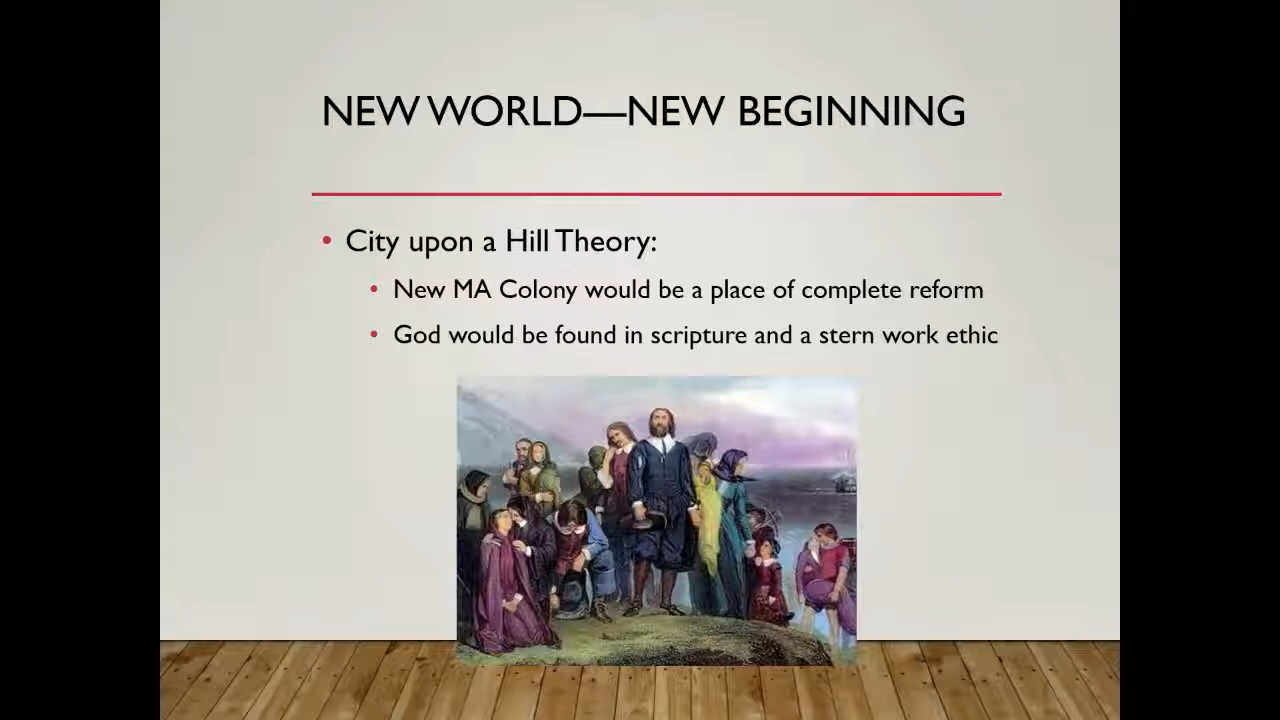 NEW WORLD—NEW BEGINNING
• City upon a Hill Theory:
• New MA Colony would be a place of complete reform
• God would be found in scripture and a stern work ethic